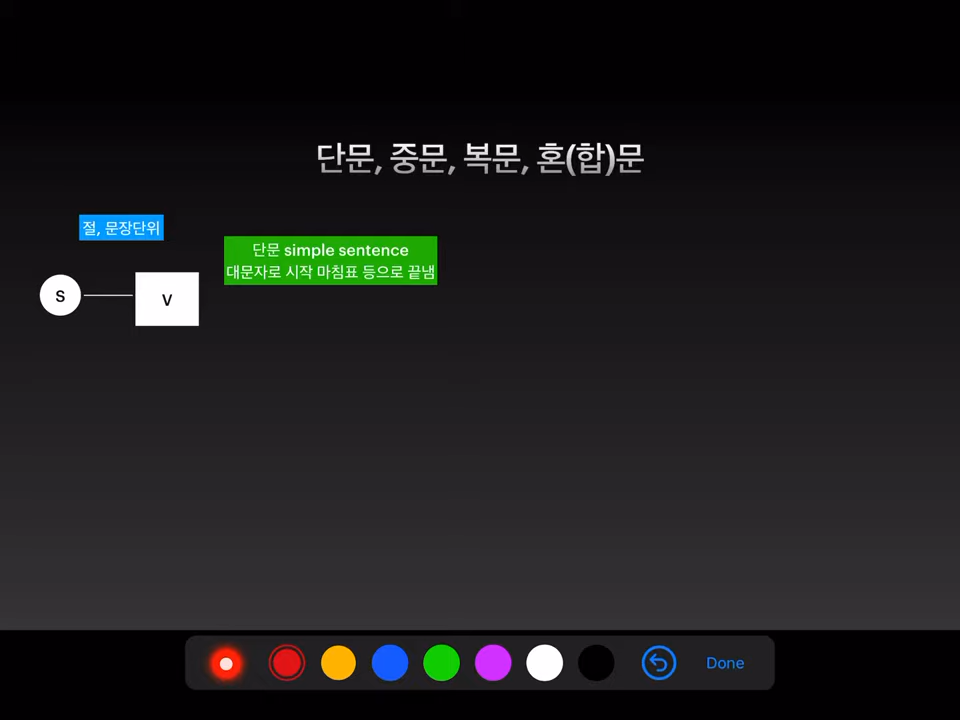 단문, 중문, 복문, 혼(합)문
절, 문장단위
단문 simple sentence
대문자로 시작 마침표 등으로 끝냄
S
V
Done